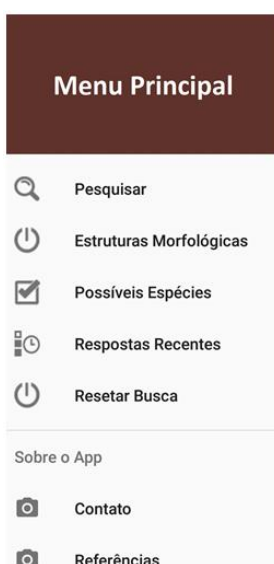 Menu Principal
Pesquisar
Estruturas Morfológicas
Possíveis Espécies
Respostas Recentes
Resetar Busca
Sobre o App
Contato
Referências